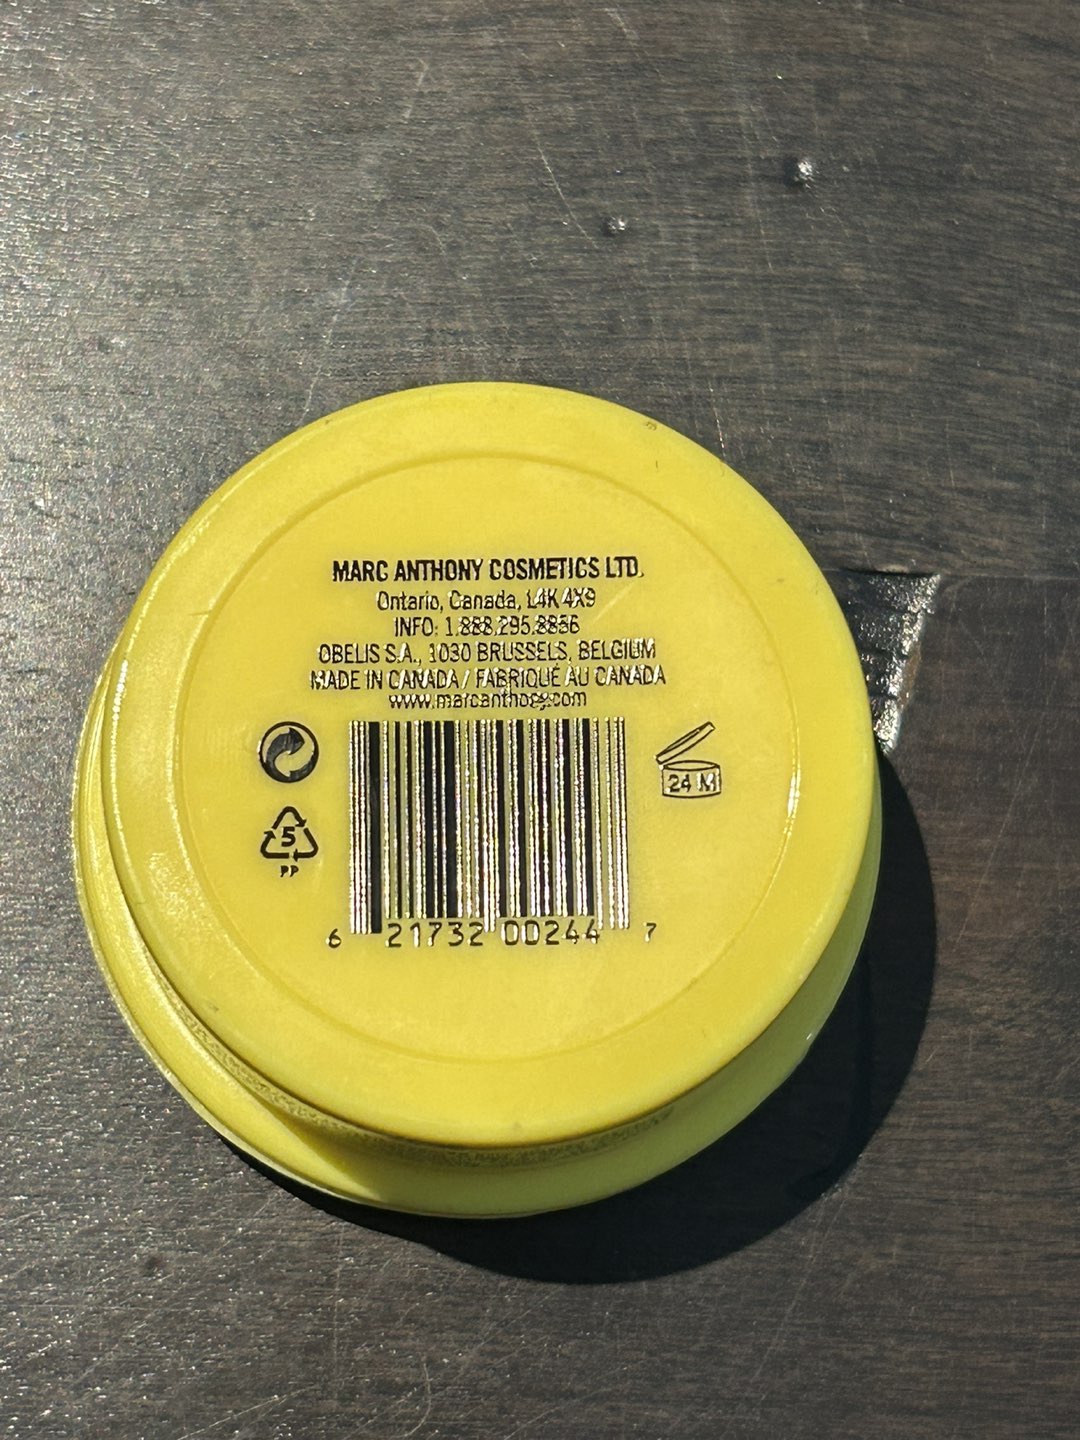 MARC ANTHONY COSMETICS LTD.
Ontario, Canada, L4K 4X9
INFO: 1.888.295.8856
OBELIS S.A., 1030 BRUSSELS, BELGIUM
MADE IN CANADA / FABRIQUÉ AU CANADA
www.marcanthony.com
24 M
5
PP
6 21732 00244 7